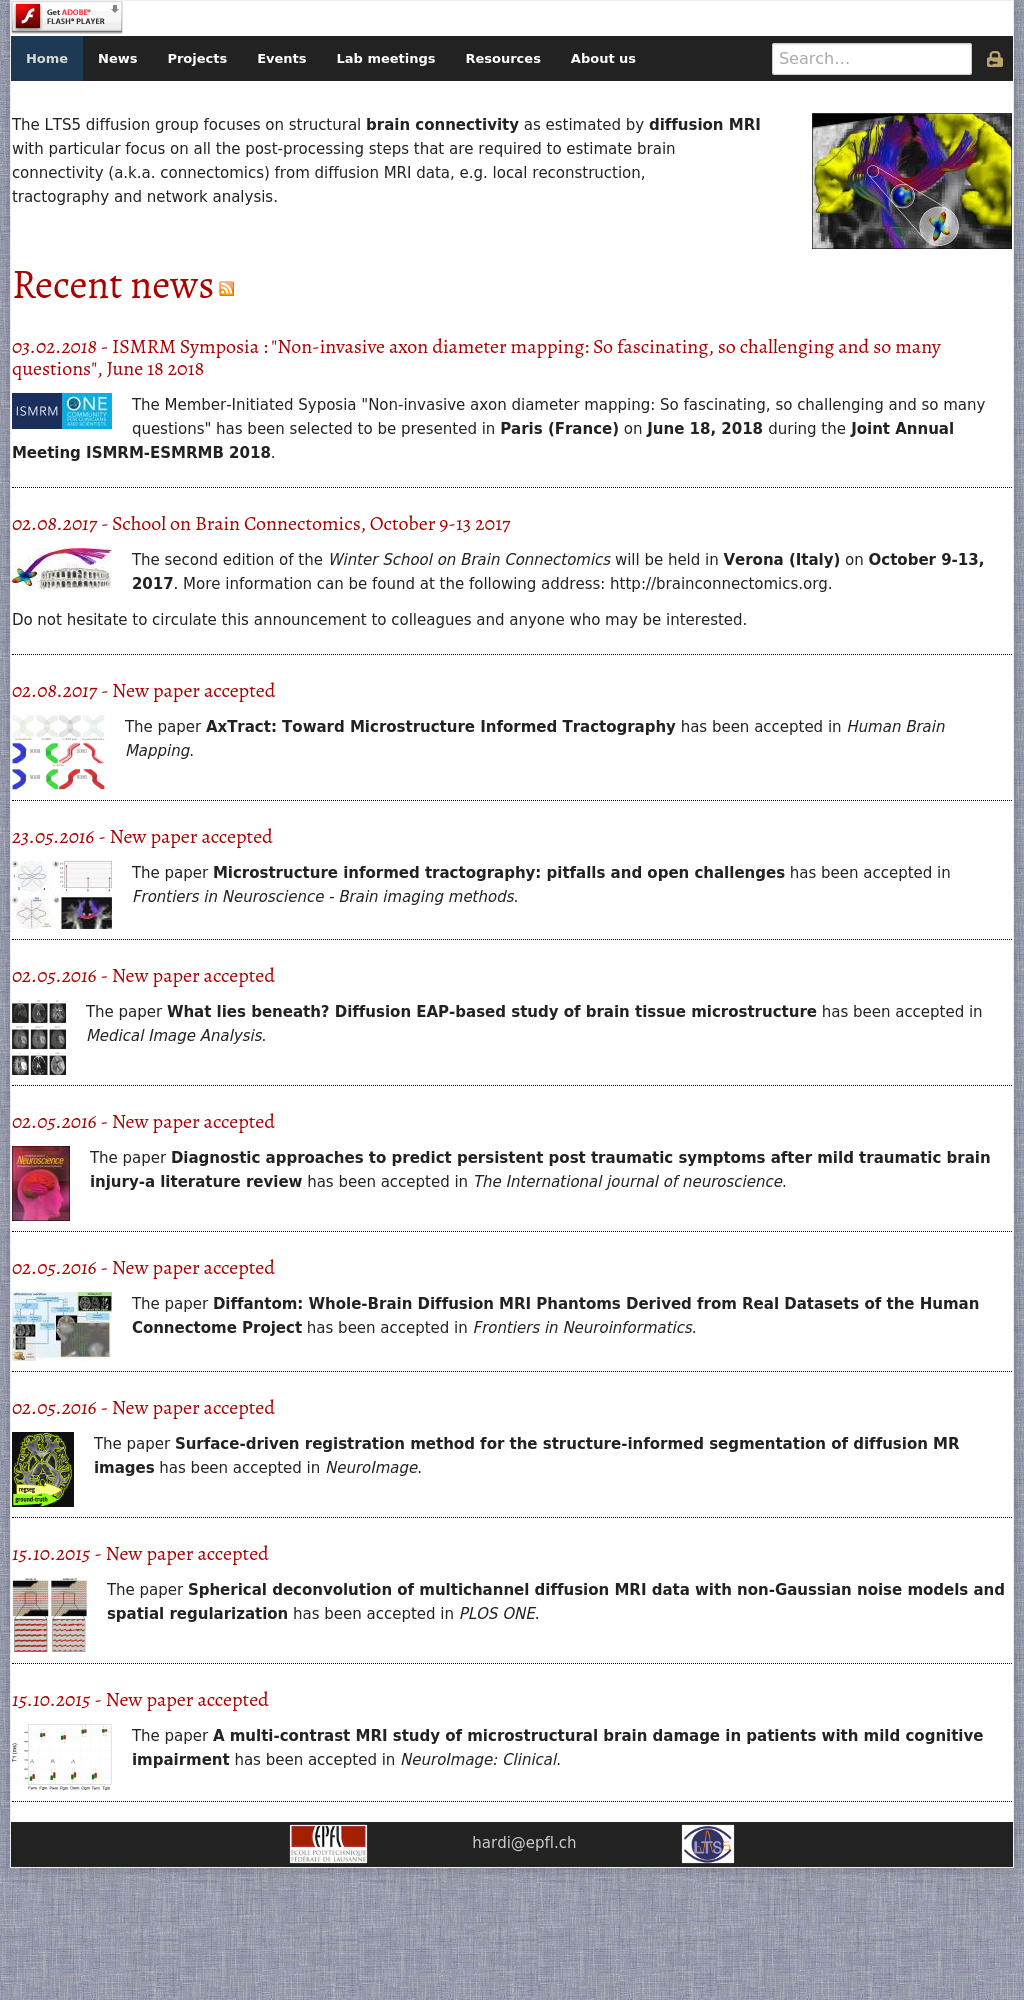 Get ADOBE®
FLASH® PLAYER
Home News Projects Events Lab meetings Resources About us Search...
The LTS5 diffusion group focuses on structural brain connectivity as estimated by diffusion MRI
with particular focus on all the post-processing steps that are required to estimate brain
connectivity (a.k.a. connectomics) from diffusion MRI data, e.g. local reconstruction,
tractography and network analysis.
Recent news
03.02.2018 - ISMRM Symposia : "Non-invasive axon diameter mapping: So fascinating, so challenging and so many
questions", June 18 2018
ISMRM ONE
COMMUNITY
FOR CLINICIANS
AND SCIENTISTS
The Member-Initiated Syposia "Non-invasive axon diameter mapping: So fascinating, so challenging and so many
questions" has been selected to be presented in Paris (France) on June 18, 2018 during the Joint Annual
Meeting ISMRM-ESMRMB 2018.
02.08.2017 - School on Brain Connectomics, October 9-13 2017
The second edition of the Winter School on Brain Connectomics will be held in Verona (Italy) on October 9-13,
2017. More information can be found at the following address: http://brainconnectomics.org.
Do not hesitate to circulate this announcement to colleagues and anyone who may be interested.
02.08.2017 - New paper accepted
The paper AxTract: Toward Microstructure Informed Tractography has been accepted in Human Brain
Mapping.
23.05.2016 - New paper accepted
The paper Microstructure informed tractography: pitfalls and open challenges has been accepted in
Frontiers in Neuroscience - Brain imaging methods.
02.05.2016 - New paper accepted
The paper What lies beneath? Diffusion EAP-based study of brain tissue microstructure has been accepted in
Medical Image Analysis.
02.05.2016 - New paper accepted
Neuroscience
The paper Diagnostic approaches to predict persistent post traumatic symptoms after mild traumatic brain
injury-a literature review has been accepted in The International journal of neuroscience.
02.05.2016 - New paper accepted
The paper Diffantom: Whole-Brain Diffusion MRI Phantoms Derived from Real Datasets of the Human
Connectome Project has been accepted in Frontiers in Neuroinformatics.
02.05.2016 - New paper accepted
The paper Surface-driven registration method for the structure-informed segmentation of diffusion MR
images has been accepted in NeuroImage.
regseg
ground-truth
15.10.2015 - New paper accepted
The paper Spherical deconvolution of multichannel diffusion MRI data with non-Gaussian noise models and
spatial regularization has been accepted in PLOS ONE.
15.10.2015 - New paper accepted
The paper A multi-contrast MRI study of microstructural brain damage in patients with mild cognitive
impairment has been accepted in NeuroImage: Clinical.
EPFL
ECOLE POLYTECHNIQUE
FÉDÉRALE DE LAUSANNE
hardi@epfl.ch
LTS5